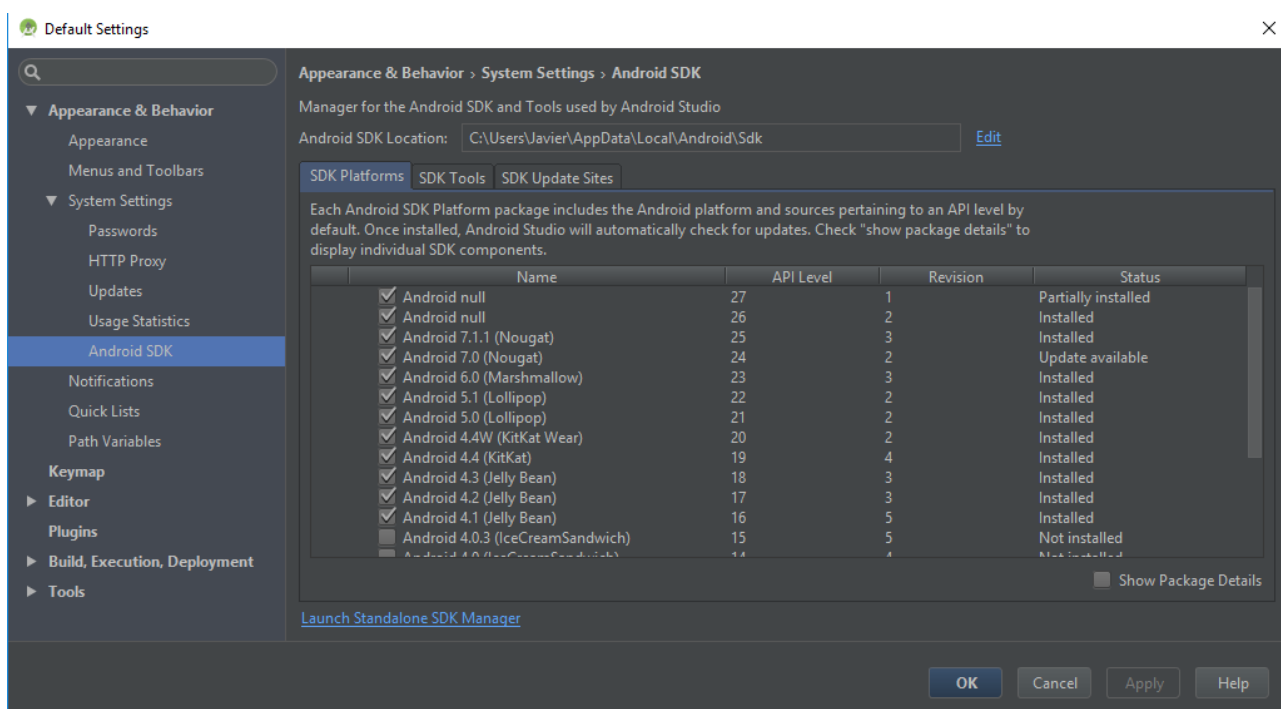 Default Settings
Appearance & Behavior
Appearance
Menus and Toolbars
System Settings
Passwords
HTTP Proxy
Updates
Usage Statistics
Android SDK
Notifications
Quick Lists
Path Variables
Keymap
Editor
Plugins
Build, Execution, Deployment
Tools
Appearance & Behavior › System Settings › Android SDK
Manager for the Android SDK and Tools used by Android Studio
Android SDK Location: C:\Users\Javier\AppData\Local\Android\Sdk Edit
SDK Platforms SDK Tools SDK Update Sites
Each Android SDK Platform package includes the Android platform and sources pertaining to an API level by
default. Once installed, Android Studio will automatically check for updates. Check "show package details" to
display individual SDK components.
Name API Level Revision Status
Android null 27 1 Partially installed
Android null 26 2 Installed
Android 7.1.1 (Nougat) 25 3 Installed
Android 7.0 (Nougat) 24 2 Update available
Android 6.0 (Marshmallow) 23 3 Installed
Android 5.1 (Lollipop) 22 2 Installed
Android 5.0 (Lollipop) 21 2 Installed
Android 4.4W (KitKat Wear) 20 2 Installed
Android 4.4 (KitKat) 19 4 Installed
Android 4.3 (Jelly Bean) 18 3 Installed
Android 4.2 (Jelly Bean) 17 3 Installed
Android 4.1 (Jelly Bean) 16 5 Installed
Android 4.0.3 (IceCreamSandwich) 15 5 Not installed
Android 4.0 (IceCreamSandwich) 14 4 Not installed
Show Package Details
Launch Standalone SDK Manager
OK Cancel Apply Help